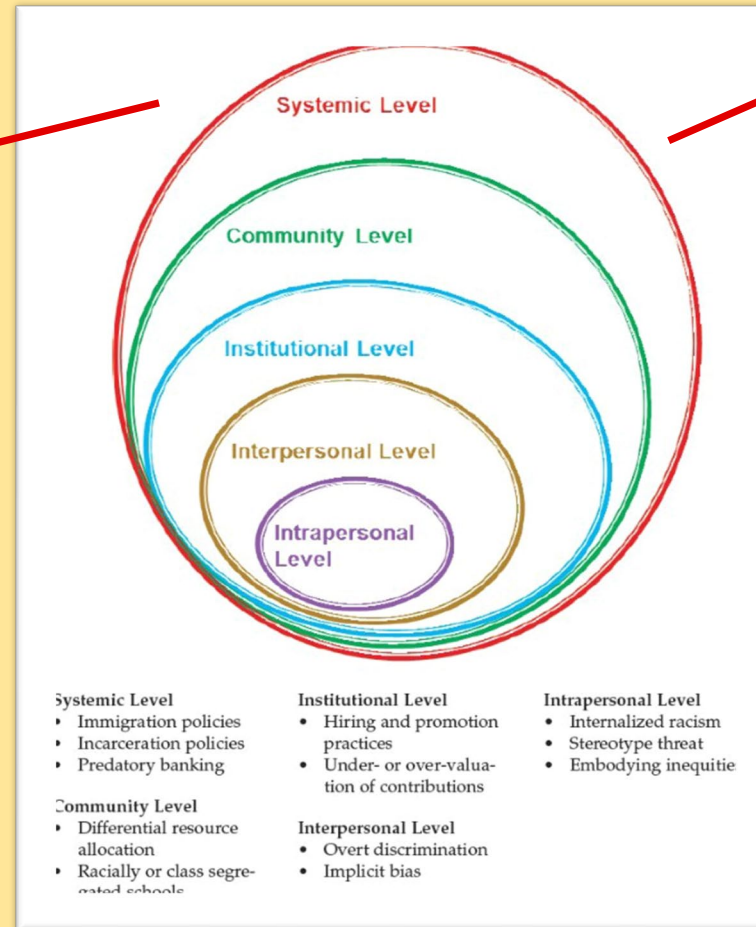 Systemic Level
Community Level
Institutional Level
Interpersonal Level
Intrapersonal
Level
Systemic Level
• Immigration policies
• Incarceration policies
• Predatory banking
Community Level
• Differential resource
allocation
• Racially or class segre-
gated schools
Institutional Level
• Hiring and promotion
practices
• Under- or over-valua-
tion of contributions
Interpersonal Level
• Overt discrimination
• Implicit bias
Intrapersonal Level
• Internalized racism
• Stereotype threat
• Embodying inequitie